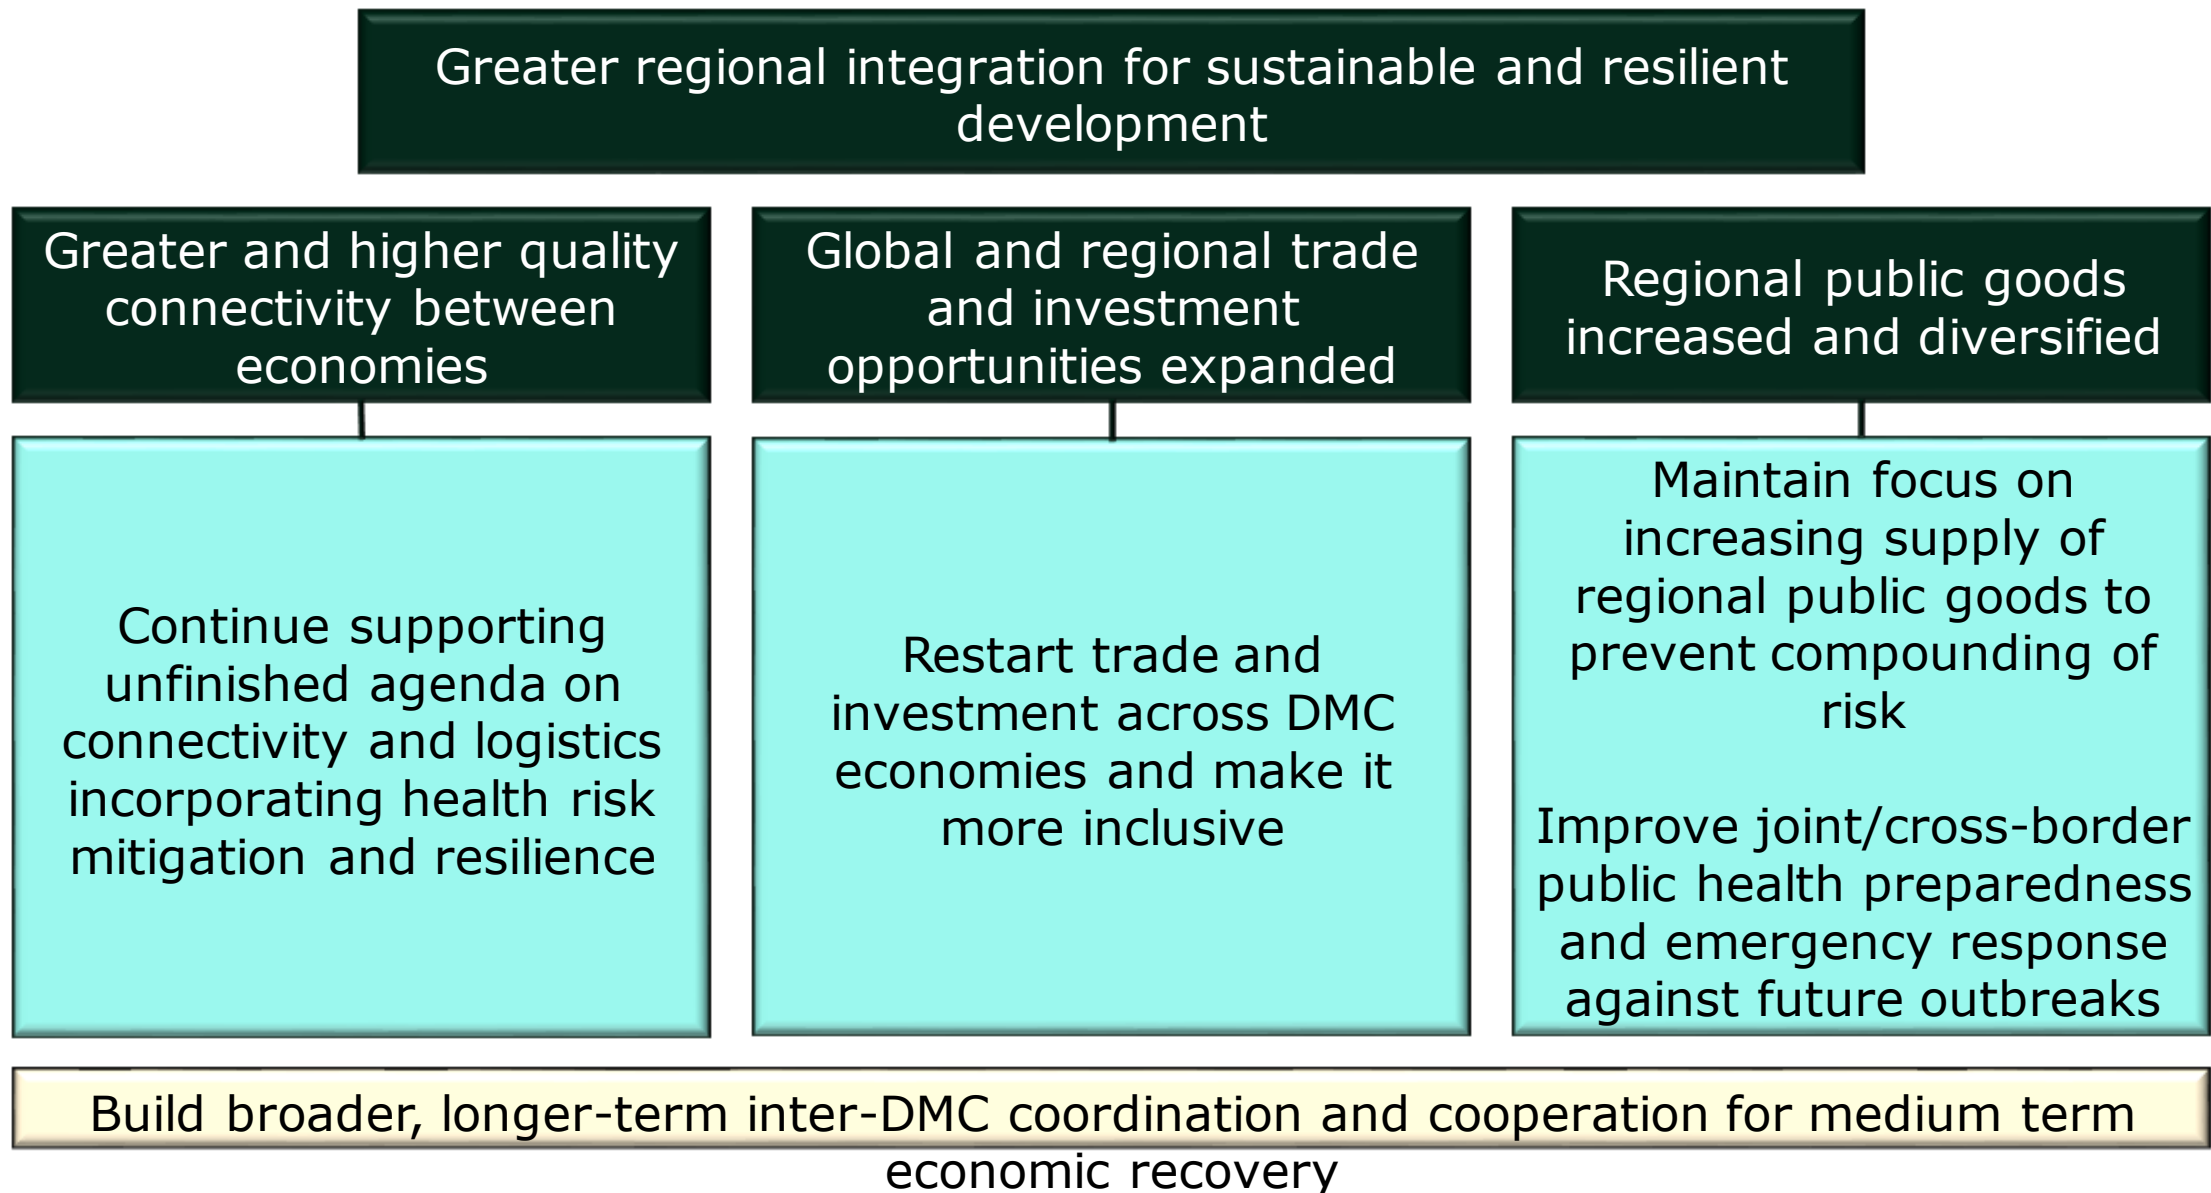 Greater regional integration for sustainable and resilient
development
Greater and higher quality
connectivity between
economies
Global and regional trade
and investment
opportunities expanded
Regional public goods
increased and diversified
Continue supporting
unfinished agenda on
connectivity and logistics
incorporating health risk
mitigation and resilience
Restart trade and
investment across DMC
economies and make it
more inclusive
Maintain focus on
increasing supply of
regional public goods to
prevent compounding of
risk
Improve joint/cross-border
public health preparedness
and emergency response
against future outbreaks
Build broader, longer-term inter-DMC coordination and cooperation for medium term
economic recovery